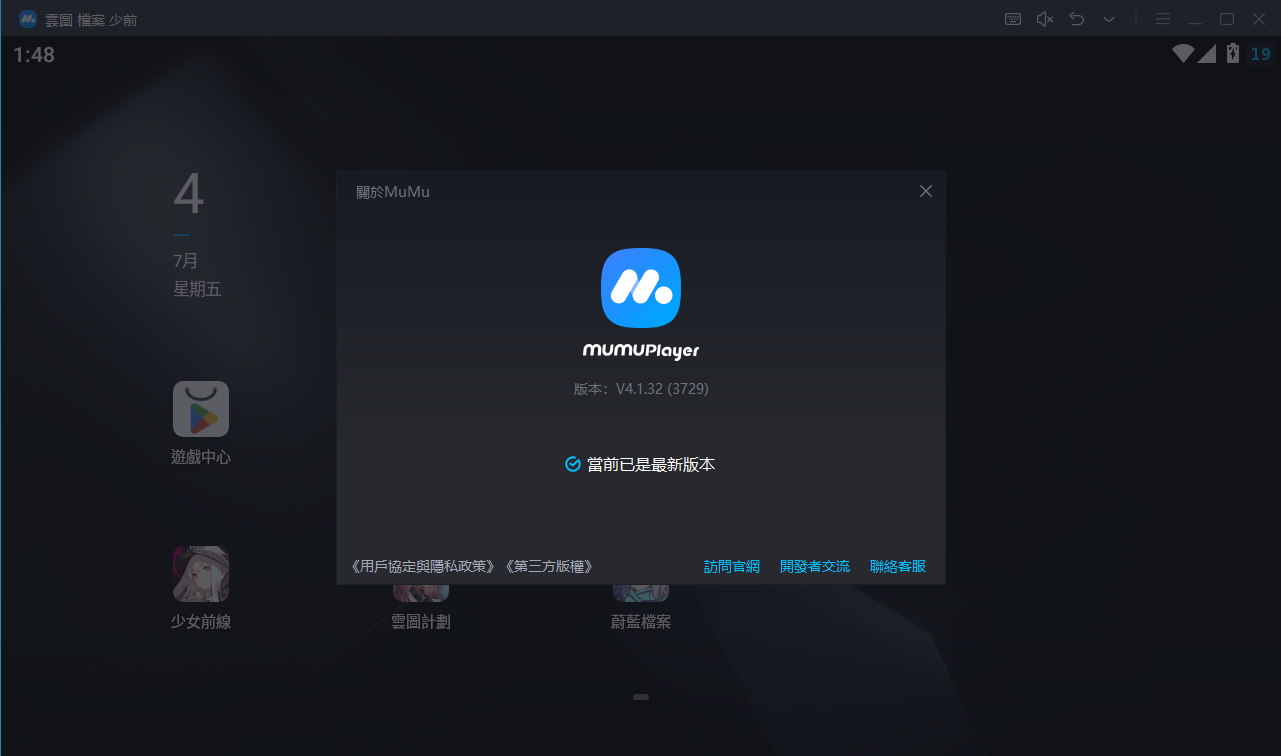 雲圖 檔案 少前
1:48
19
4
7月
星期五
關於MuMu
MUMUPlayer
版本：V4.1.32 (3729)
當前已是最新版本
《用戶協定與隱私政策》《第三方版權》
訪問官網 開發者交流 聯絡客服
遊戲中心
少女前線 雲圖計劃 蔚藍檔案